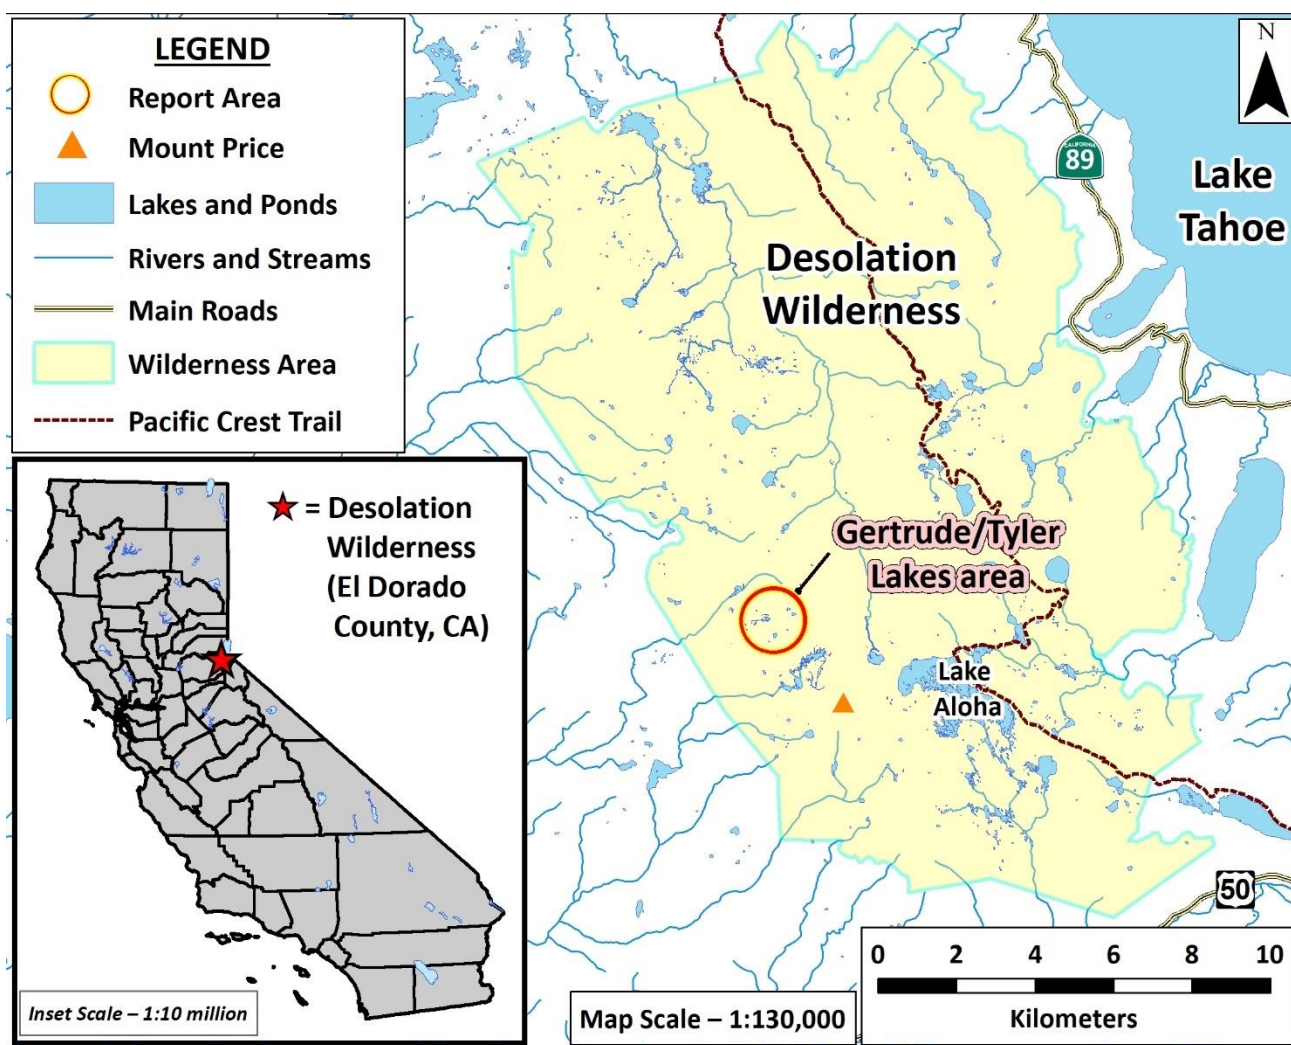 LEGEND
Report Area
Mount Price
Lakes and Ponds
Rivers and Streams
Main Roads
Wilderness Area
Pacific Crest Trail
N
CALIFORNIA
89
Lake
Tahoe
Desolation
Wilderness
Gertrude/Tyler
Lakes area
Lake
Aloha
50
= Desolation
Wilderness
(El Dorado
County, CA)
Inset Scale – 1:10 million
Map Scale – 1:130,000
0 2 4 6 8 10
Kilometers